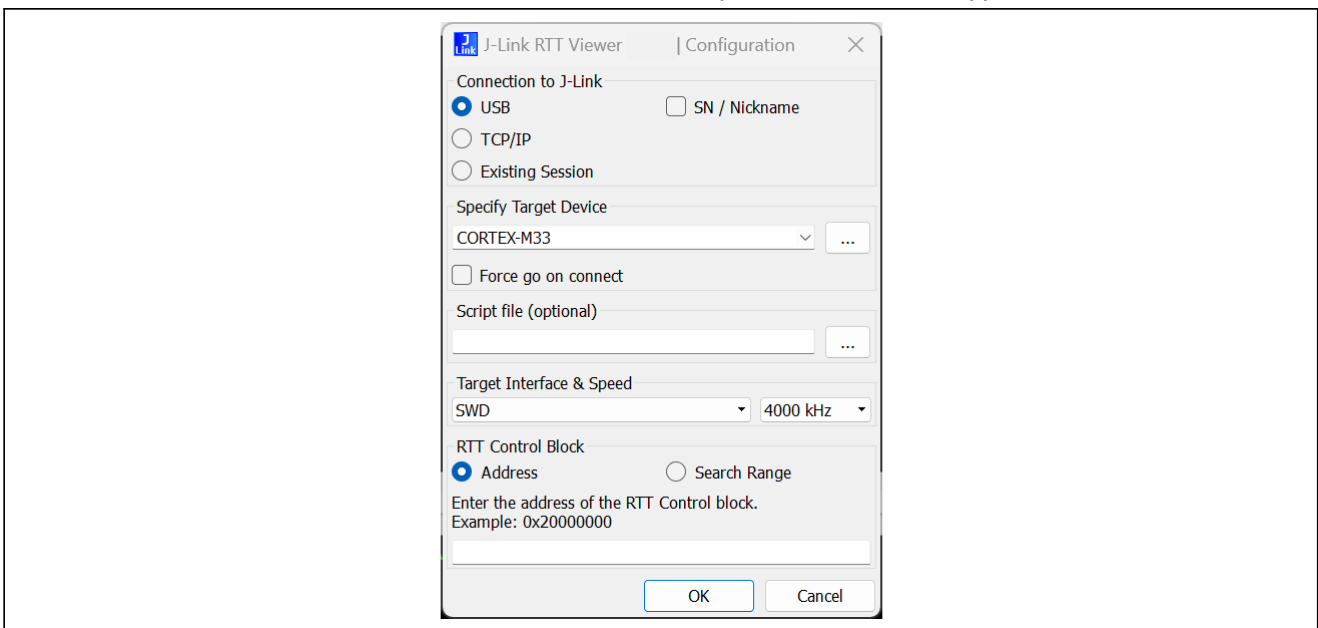 J-Link RTT Viewer | Configuration
Connection to J-Link
USB
SN / Nickname
TCP/IP
Existing Session
Specify Target Device
CORTEX-M33
...
Force go on connect
Script file (optional)
...
Target Interface & Speed
SWD
4000 kHz
RTT Control Block
Address
Search Range
Enter the address of the RTT Control block.
Example: 0x20000000
OK
Cancel